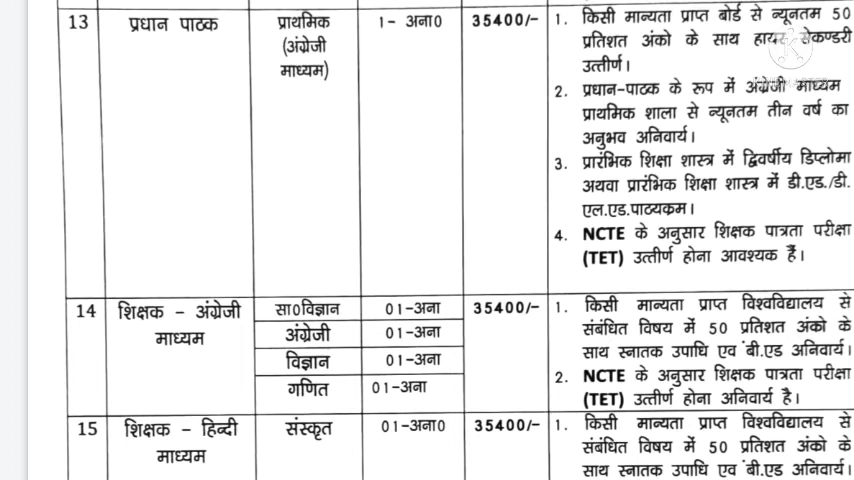 13 प्रधान पाठक प्राथमिक 1- अना0 35400/- 1. किसी मान्यता प्राप्त बोर्ड से न्यूनतम 50
(अंग्रेजी प्रतिशत अंको के साथ हायर सेकण्डरी
माध्यम) उत्तीर्ण।
2. प्रधान-पाठक के रूप में अंग्रेजी माध्यम
प्राथमिक शाला से न्यूनतम तीन वर्ष का
अनुभव अनिवार्य।
3. प्रारंभिक शिक्षा शास्त्र में द्विवर्षीय डिप्लोमा
अथवा प्रारंभिक शिक्षा शास्त्र में डी.एड./डी.
एल.एड.पाठ्यकम।
4. NCTE के अनुसार शिक्षक पात्रता परीक्षा
(TET) उत्तीर्ण होना आवश्यक है।
14 शिक्षक - अंग्रेजी सा0विज्ञान 01-अना 35400/- 1. किसी मान्यता प्राप्त विश्वविद्यालय से
माध्यम अंग्रेजी 01-अना संबंधित विषय में 50 प्रतिशत अंको के
विज्ञान 01-अना साथ स्नातक उपाधि एवं बी.एड अनिवार्य।
गणित 01-अना 2. NCTE के अनुसार शिक्षक पात्रता परीक्षा
(TET) उत्तीर्ण होना अनिवार्य है।
15 शिक्षक - हिन्दी संस्कृत 01-अना0 35400/- 1. किसी मान्यता प्राप्त विश्वविद्यालय से
माध्यम संबंधित विषय में 50 प्रतिशत अंको के
साथ स्नातक उपाधि एवं बी.एड अनिवार्य।